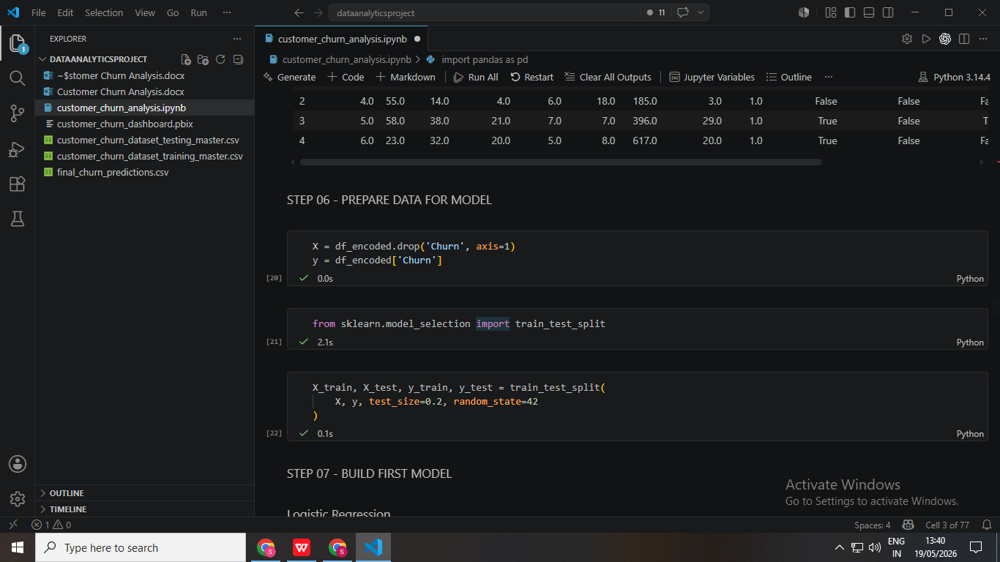 File Edit Selection View Go Run ··· dataanalyticsproject 11
EXPLORER ···
DATAANALYTICSPROJECT
~$stomer Churn Analysis.docx
Customer Churn Analysis.docx
customer_churn_analysis.ipynb
customer_churn_dashboard.pbix
customer_churn_dataset_testing_master.csv
customer_churn_dataset_training_master.csv
final_churn_predictions.csv
OUTLINE
TIMELINE
customer_churn_analysis.ipynb
customer_churn_analysis.ipynb > import pandas as pd
Generate + Code + Markdown Run All Restart Clear All Outputs Jupyter Variables Outline ··· Python 3.14.4
2 4.0 55.0 14.0 4.0 6.0 18.0 185.0 3.0 1.0 False False Fa
3 5.0 58.0 38.0 21.0 7.0 7.0 396.0 29.0 1.0 True False T
4 6.0 23.0 32.0 20.0 5.0 8.0 617.0 20.0 1.0 True False Fa
STEP 06 - PREPARE DATA FOR MODEL
X = df_encoded.drop('Churn', axis=1)
y = df_encoded['Churn']
[20] 0.0s Python
from sklearn.model_selection import train_test_split
[21] 2.1s Python
X_train, X_test, y_train, y_test = train_test_split(
X, y, test_size=0.2, random_state=42
)
[22] 0.1s Python
STEP 07 - BUILD FIRST MODEL
Logistic Regression
Activate Windows
Go to Settings to activate Windows.
1 0 Spaces: 4 Cell 3 of 77
Type here to search
ENG
IN
13:40
19/05/2026